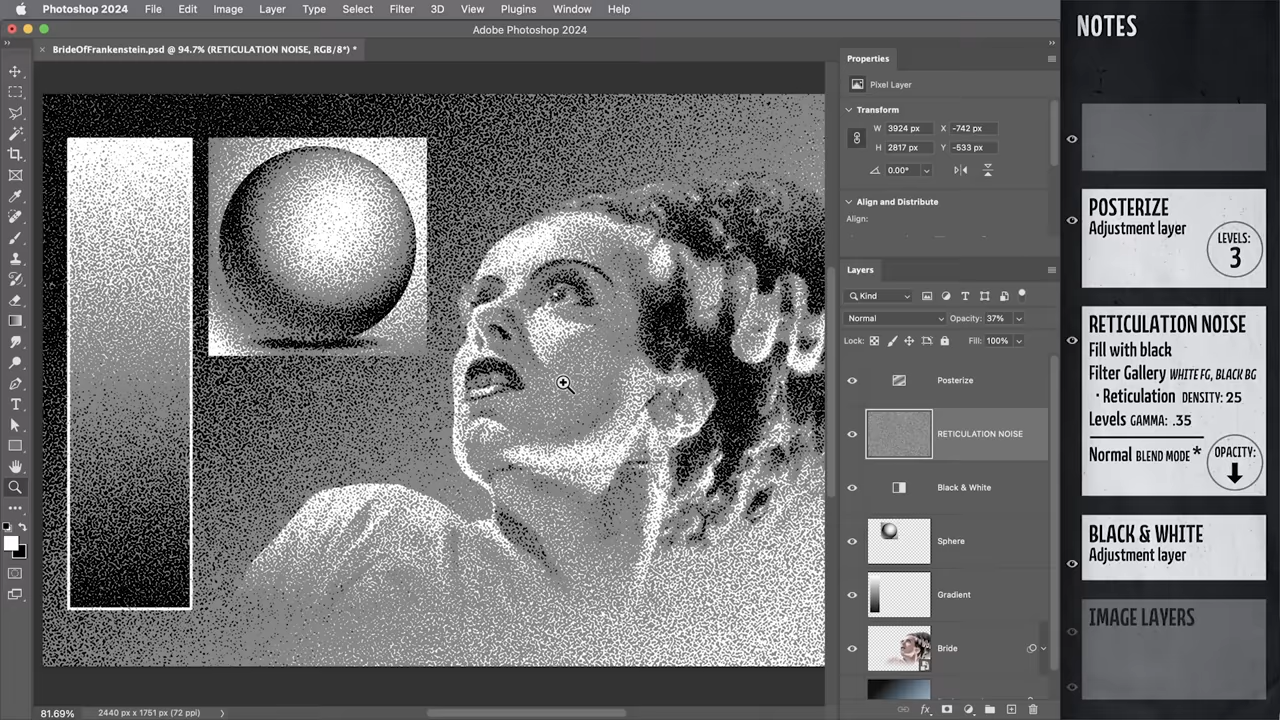 Photoshop 2024 File Edit Image Layer Type Select Filter 3D View Plugins Window Help
Adobe Photoshop 2024
BrideOfFrankenstein.psd @ 94.7% (RETICULATION NOISE, RGB/8*) *
Properties
Pixel Layer
Transform
W 3924 px X -742 px
H 2817 px Y -533 px
0.00°
Align and Distribute
Align:
Layers
Kind
Normal Opacity: 37%
Lock: Fill: 100%
Posterize
RETICULATION NOISE
Black & White
Sphere
Gradient
Bride
81.69% 2440 px x 1751 px (72 ppi)
NOTES
POSTERIZE
Adjustment layer
LEVELS:
3
RETICULATION NOISE
Fill with black
Filter Gallery WHITE FG, BLACK BG
• Reticulation DENSITY: 25
Levels GAMMA: .35
Normal BLEND MODE *
OPACITY:
BLACK & WHITE
Adjustment layer
IMAGE LAYERS